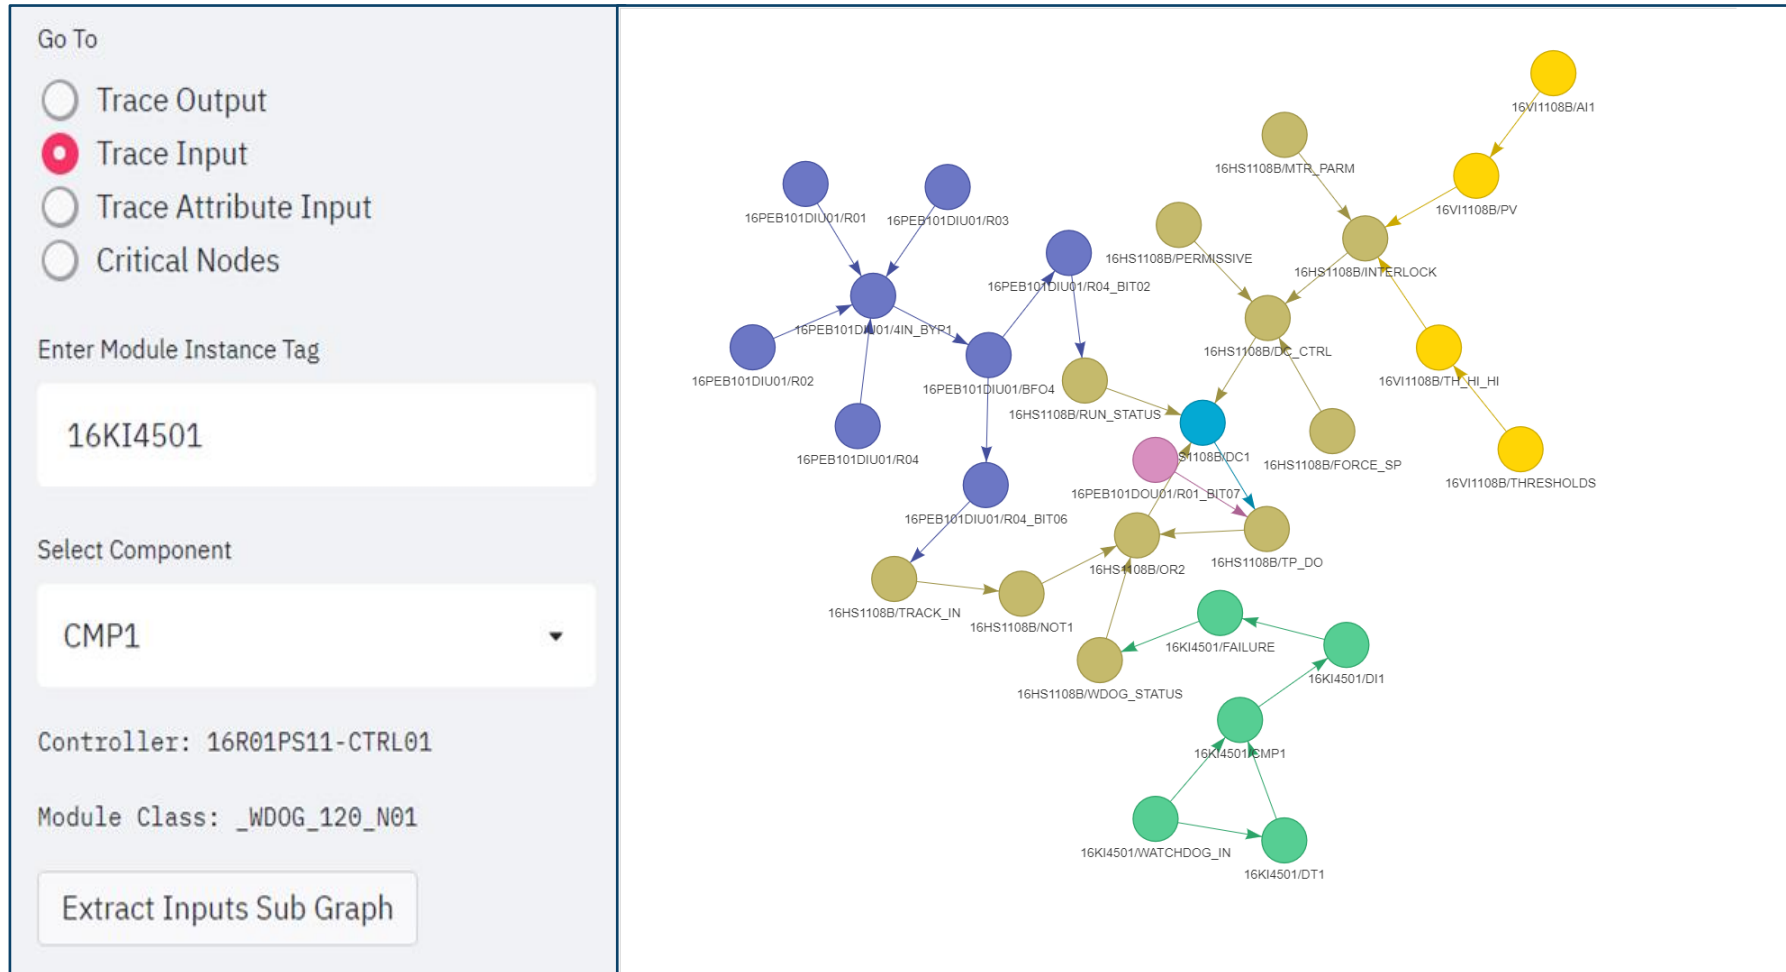 Go To
Trace Output
Trace Input
Trace Attribute Input
Critical Nodes
Enter Module Instance Tag
16KI4501
Select Component
CMP1
Controller: 16R01PS11-CTRL01
Module Class: _WDOG_120_N01
Extract Inputs Sub Graph
16VI1108B/AI1
16HS1108B/MTR_PARM
16VI1108B/PV
16PEB101DIU01/R01
16PEB101DIU01/R03
16HS1108B/PERMISSIVE
16HS1108B/INTERLOCK
16PEB101DIU01/R04_BIT02
16PEB101DIU01/4IN_BYP1
16HS1108B/DC_CTRL
16PEB101DIU01/R02
16PEB101DIU01/BFO4
16VI1108B/TH_HI_HI
16HS1108B/RUN_STATUS
16PEB101DIU01/R04
S1108B/DC1
16HS1108B/FORCE_SP
16VI1108B/THRESHOLDS
16PEB101DOU01/R01_BIT07
16PEB101DIU01/R04_BIT06
16HS1108B/OR2
16HS1108B/TP_DO
16HS1108B/TRACK_IN
16HS1108B/NOT1
16KI4501/FAILURE
16KI4501/DI1
16HS1108B/WDOG_STATUS
16KI4501/CMP1
16KI4501/WATCHDOG_IN
16KI4501/DT1